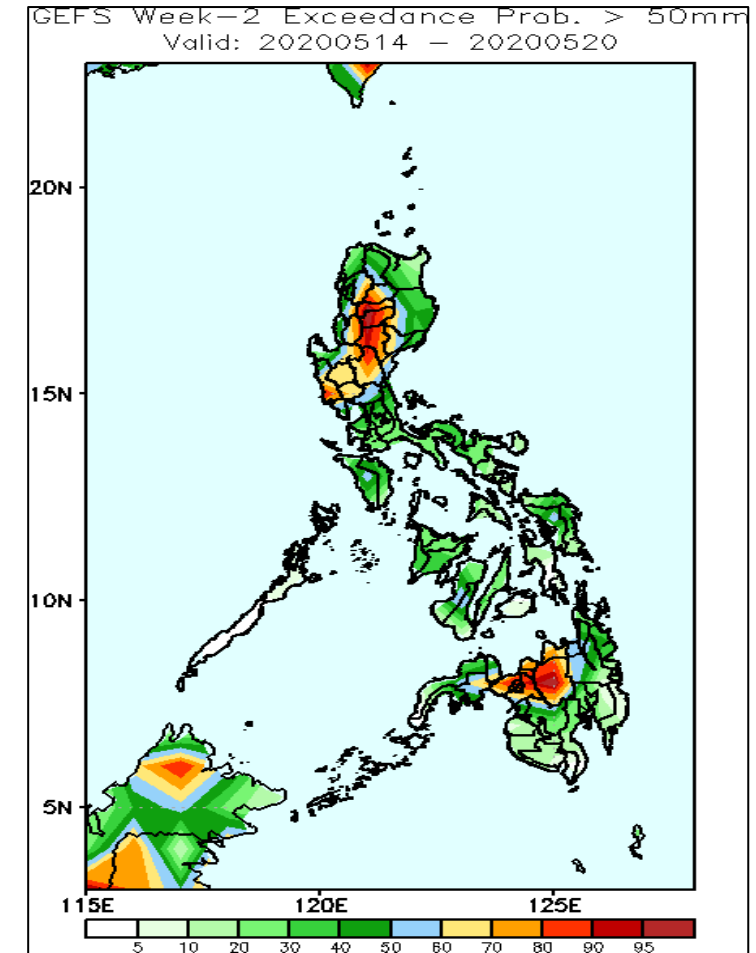 GEFS Week-2 Exceedance Prob. > 50mm
Valid: 20200514 - 20200520
20N
15N
10N
5N
115E 120E 125E
5 10 20 30 40 50 60 70 80 90 95